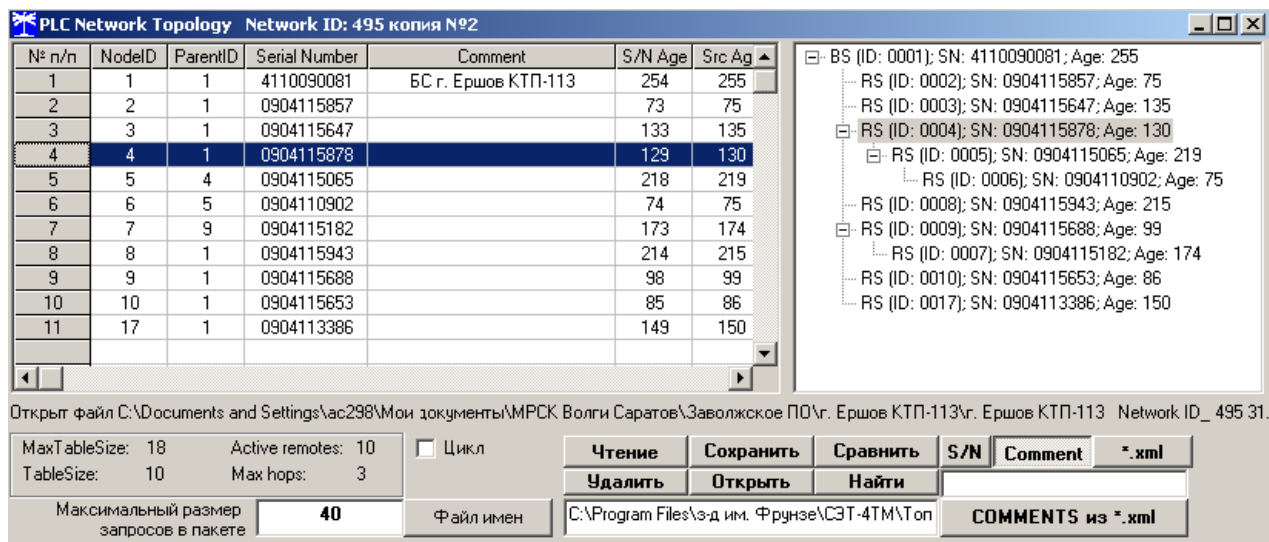 PLC Network Topology Network ID: 495 копия №2
№ п/п NodeID ParentID Serial Number Comment S/N Age Src Ag
1 1 1 4110090081 БС г. Ершов КТП-113 254 255
2 2 1 0904115857 73 75
3 3 1 0904115647 133 135
4 4 1 0904115878 129 130
5 5 4 0904115065 218 219
6 6 5 0904110902 74 75
7 7 9 0904115182 173 174
8 8 1 0904115943 214 215
9 9 1 0904115688 98 99
10 10 1 0904115653 85 86
11 17 1 0904113386 149 150
BS (ID: 0001); SN: 4110090081; Age: 255
RS (ID: 0002); SN: 0904115857; Age: 75
RS (ID: 0003); SN: 0904115647; Age: 135
RS (ID: 0004); SN: 0904115878; Age: 130
RS (ID: 0005); SN: 0904115065; Age: 219
RS (ID: 0006); SN: 0904110902; Age: 75
RS (ID: 0008); SN: 0904115943; Age: 215
RS (ID: 0009); SN: 0904115688; Age: 99
RS (ID: 0007); SN: 0904115182; Age: 174
RS (ID: 0010); SN: 0904115653; Age: 86
RS (ID: 0017); SN: 0904113386; Age: 150
Открыт файл C:\Documents and Settings\ac298\Мои документы\МРСК Волги Саратов\Заволжское ПО\г. Ершов КТП-113\г. Ершов КТП-113 Network ID_ 495 31.
MaxTableSize: 18 Active remotes: 10
TableSize: 10 Max hops: 3
Цикл
Чтение Сохранить Сравнить S/N Comment *.xml
Удалить Открыть Найти
Максимальный размер запросов в пакете 40
Файл имен
C:\Program Files\з-д им. Фрунзе\СЭТ-4ТМ\Топ
COMMENTS из *.xml